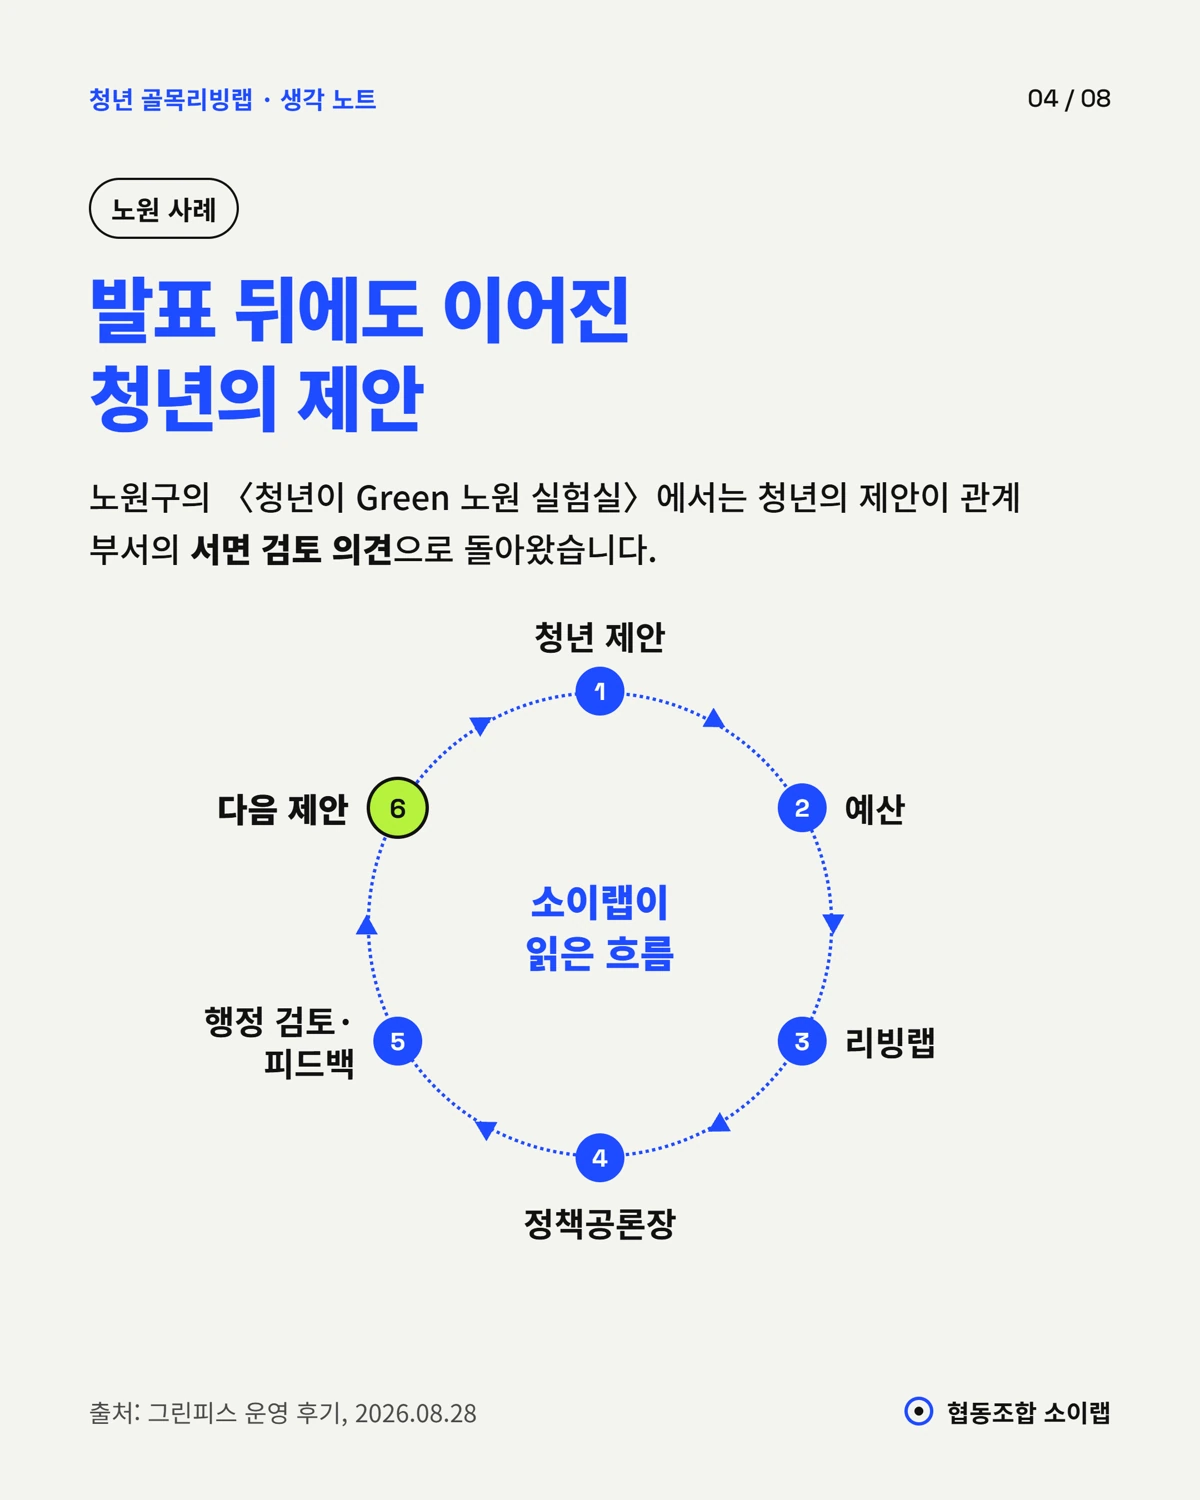 청년 골목리빙랩 · 생각 노트
04 / 08
노원 사례
발표 뒤에도 이어진
청년의 제안
노원구의 〈청년이 Green 노원 실험실〉에서는 청년의 제안이 관계
부서의 서면 검토 의견으로 돌아왔습니다.
청년 제안
1
다음 제안
6
2
예산
소이랩이
읽은 흐름
행정 검토·
피드백
5
3
리빙랩
4
정책공론장
출처: 그린피스 운영 후기, 2026.08.28
협동조합 소이랩